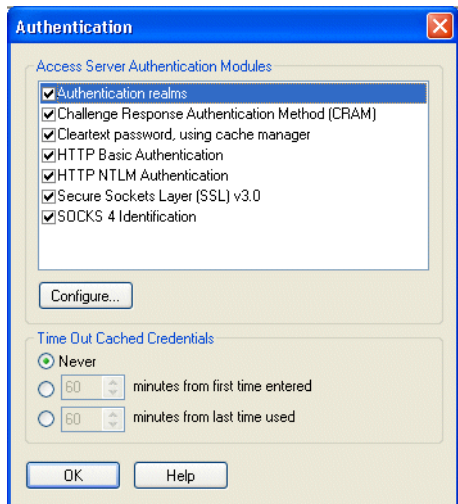 Authentication
Access Server Authentication Modules
Authentication realms
Challenge Response Authentication Method (CRAM)
Cleartext password, using cache manager
HTTP Basic Authentication
HTTP NTLM Authentication
Secure Sockets Layer (SSL) v3.0
SOCKS 4 Identification
Configure...
Time Out Cached Credentials
Never
60 minutes from first time entered
60 minutes from last time used
OK Help